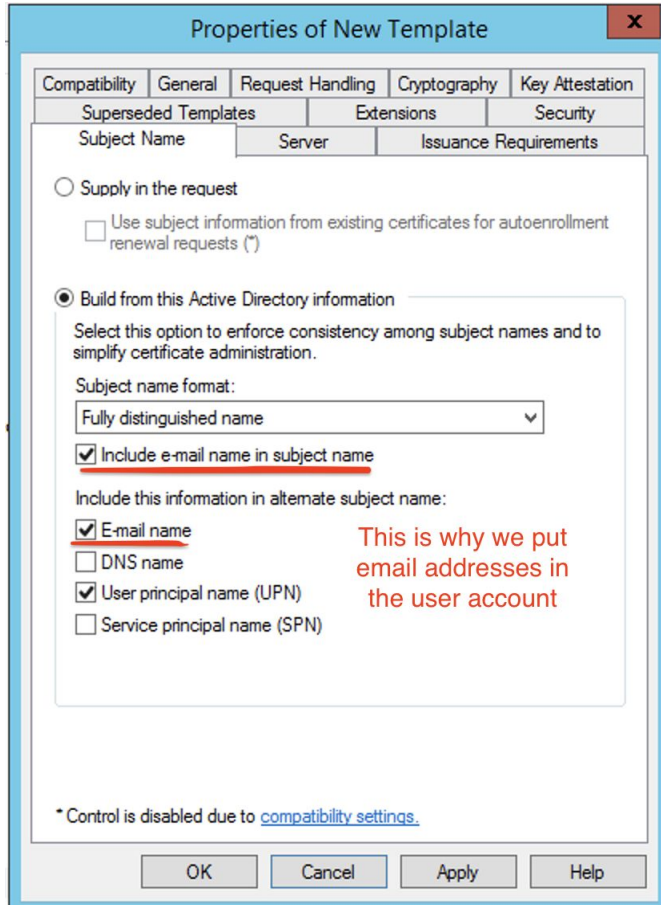 Properties of New Template
x
Compatibility General Request Handling Cryptography Key Attestation
Superseded Templates Extensions Security
Subject Name Server Issuance Requirements
Supply in the request
Use subject information from existing certificates for autoenrollment
renewal requests (*)
Build from this Active Directory information
Select this option to enforce consistency among subject names and to
simplify certificate administration.
Subject name format:
Fully distinguished name
Include e-mail name in subject name
Include this information in alternate subject name:
E-mail name
DNS name
User principal name (UPN)
Service principal name (SPN)
This is why we put
email addresses in
the user account
* Control is disabled due to compatibility settings.
OK Cancel Apply Help